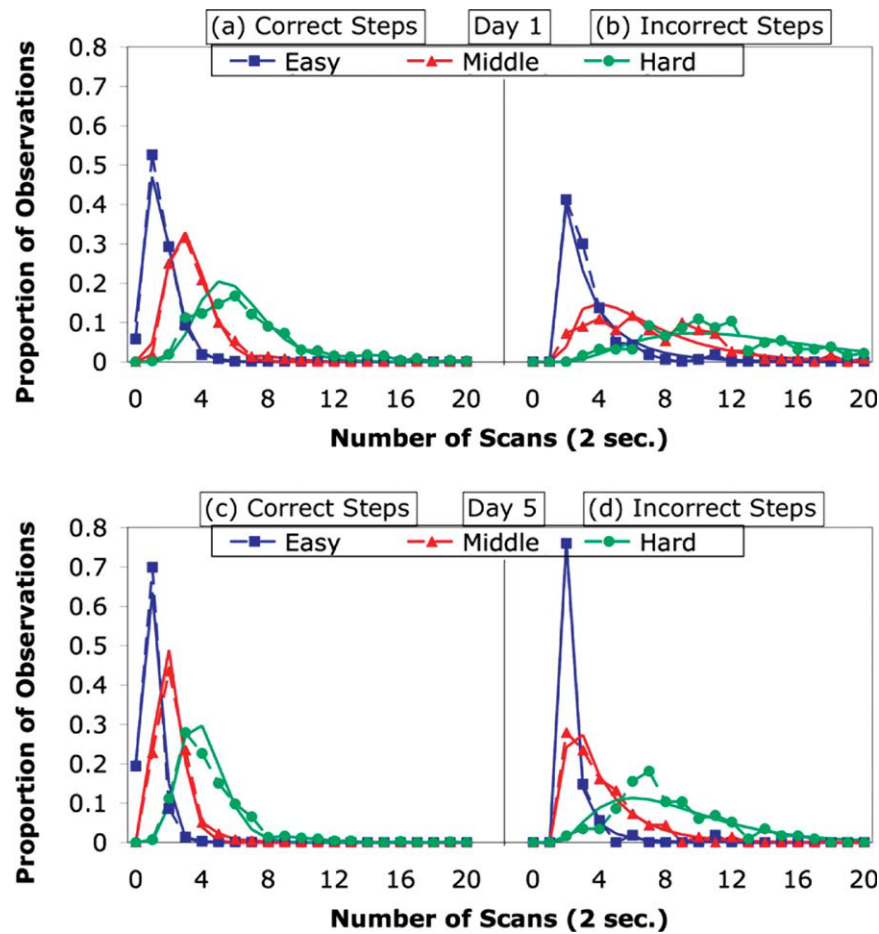 (a) Correct Steps Day 1 (b) Incorrect Steps
Easy Middle Hard
Proportion of Observations
0.8
0.7
0.6
0.5
0.4
0.3
0.2
0.1
0
0 4 8 12 16 20 0 4 8 12 16 20
Number of Scans (2 sec.)
(c) Correct Steps Day 5 (d) Incorrect Steps
Easy Middle Hard
Proportion of Observations
0.8
0.7
0.6
0.5
0.4
0.3
0.2
0.1
0
0 4 8 12 16 20 0 4 8 12 16 20
Number of Scans (2 sec.)